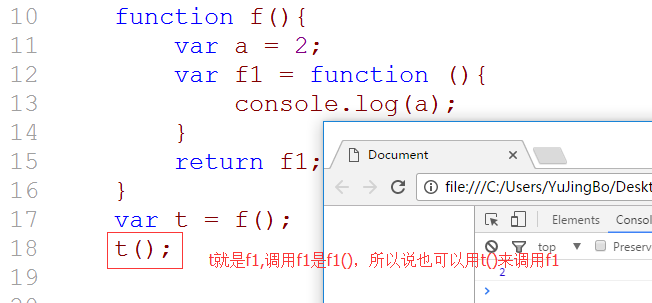 10 function f(){
11 var a = 2;
12 var f1 = function (){
13 console.log(a);
14 }
15 return f1;
16 }
17 var t = f();
18 t();
t就是f1,调用f1是f1()，所以说也可以用t()来调用f1
Document
file:///C:/Users/YuJingBo/Deskt
Elements Consol
top Preserv
2